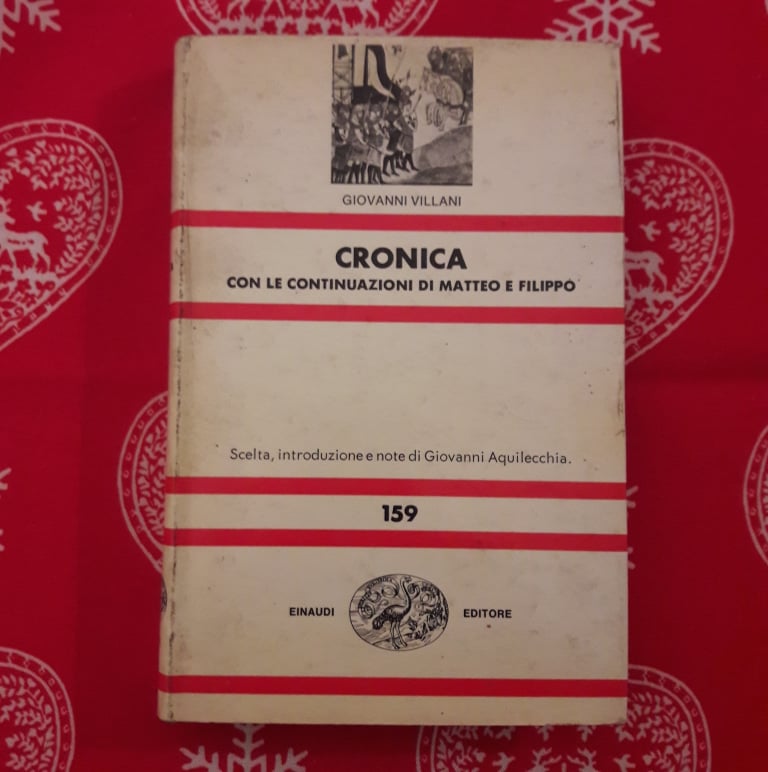 GIOVANNI VILLANI
CRONICA
CON LE CONTINUAZIONI DI MATTEO E FILIPPO
Scelta, introduzione e note di Giovanni Aquilecchia.
159
EINAUDI EDITORE